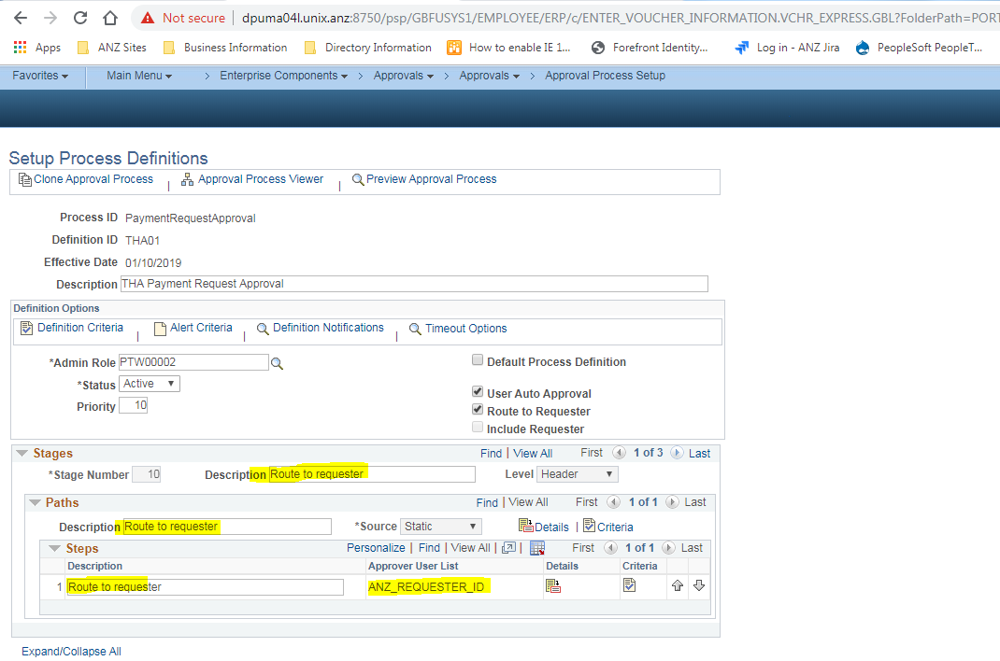 Not secure | dpuma04l.unix.anz:8750/psp/GBFUSYS1/EMPLOYEE/ERP/c/ENTER_VOUCHER_INFORMATION.VCHR_EXPRESS.GBL?FolderPath=PORT
Apps ANZ Sites Business Information Directory Information How to enable IE 1... Forefront Identity... Log in - ANZ Jira PeopleSoft PeopleT...
Favorites Main Menu > Enterprise Components > Approvals > Approvals > Approval Process Setup
Setup Process Definitions
Clone Approval Process | Approval Process Viewer | Preview Approval Process
Process ID PaymentRequestApproval
Definition ID THA01
Effective Date 01/10/2019
Description THA Payment Request Approval
Definition Options
Definition Criteria | Alert Criteria | Definition Notifications | Timeout Options
*Admin Role PTW00002 Default Process Definition
*Status Active User Auto Approval
Priority 10 Route to Requester
Include Requester
Stages Find | View All First 1 of 3 Last
*Stage Number 10 Description Route to requester Level Header
Paths Find | View All First 1 of 1 Last
Description Route to requester *Source Static Details | Criteria
Steps Personalize | Find | View All | First 1 of 1 Last
Description Approver User List Details Criteria
1 Route to requester ANZ_REQUESTER_ID
Expand/Collapse All